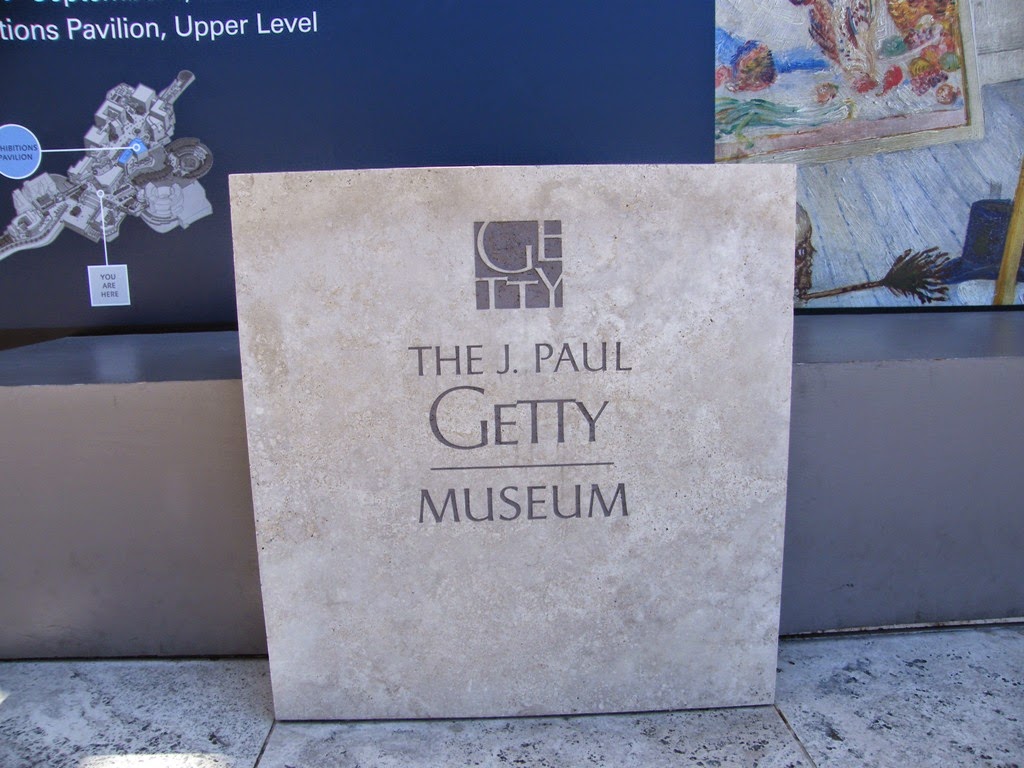 tions Pavilion, Upper Level
HIBITIONS
PAVILION
YOU
ARE
HERE
GE
TTY
THE J. PAUL
GETTY
MUSEUM